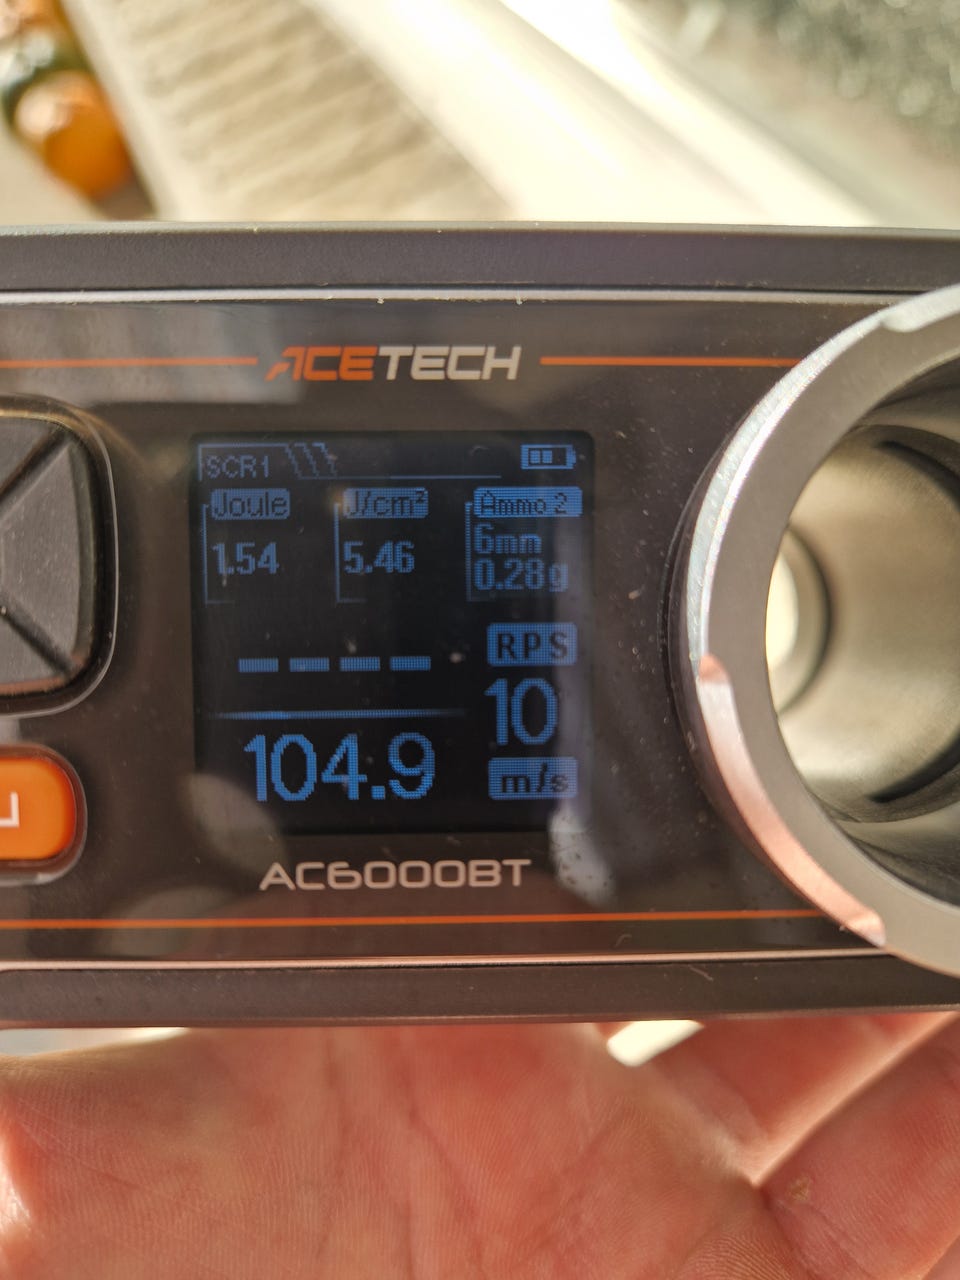 ACETECH
SCR1
Joule J/cm² Ammo 2
1.54 5.46 6mm
0.28g
RPS
10
104.9
m/s
AC6000BT